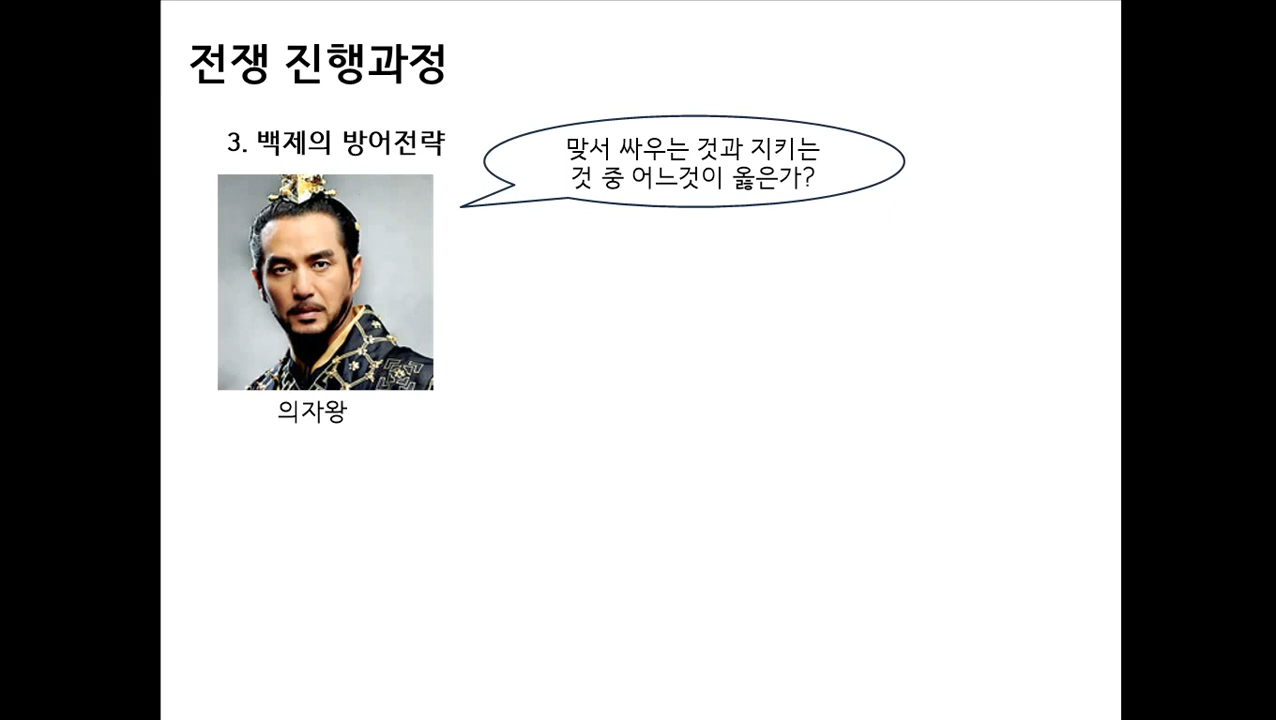 전쟁 진행과정
3. 백제의 방어전략
맞서 싸우는 것과 지키는
것 중 어느것이 옳은가?
의자왕